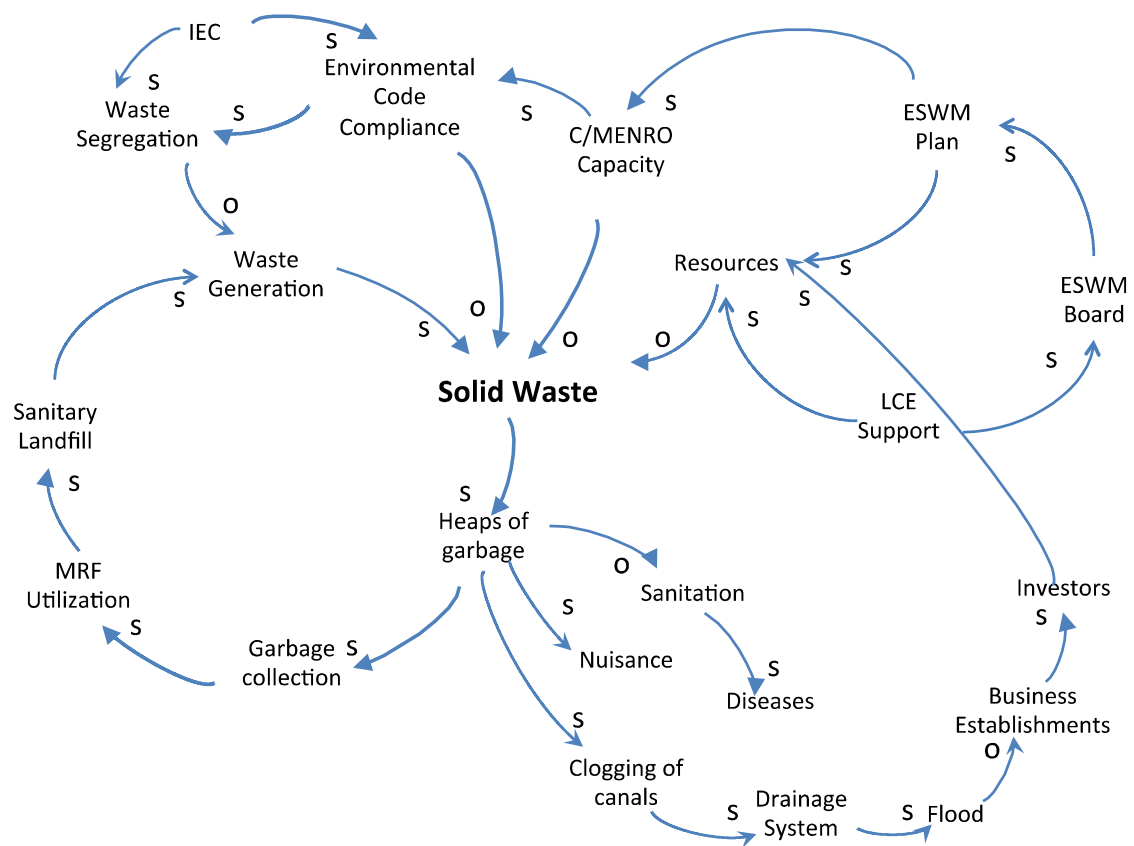 IEC
S
S
Environmental
Code
Compliance
S
Waste
Segregation
S
S
C/MENRO
Capacity
S
ESWM
Plan
S
O
Waste
Generation
S
S
O
O
Resources
S
S
S
O
ESWM
Board
S
Solid Waste
LCE
Support
Sanitary
Landfill
S
S
Heaps of
garbage
O
Sanitation
MRF
Utilization
S
S
Nuisance
S
Diseases
Garbage
collection
S
Investors
S
Business
Establishments
O
S
Clogging of
canals
S
Drainage
System
S
Flood